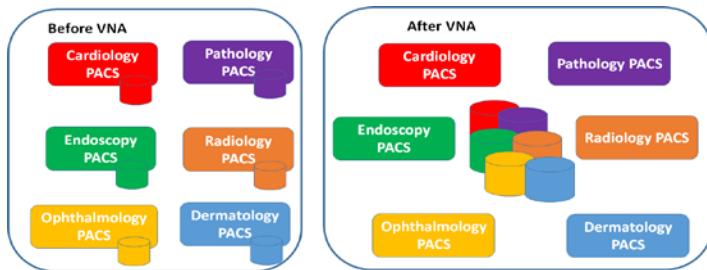 Before VNA
Cardiology
PACS
Pathology
PACS
Endoscopy
PACS
Radiology
PACS
Ophthalmology
PACS
Dermatology
PACS
After VNA
Cardiology
PACS
Pathology PACS
Endoscopy
PACS
Radiology PACS
Ophthalmology
PACS
Dermatology
PACS